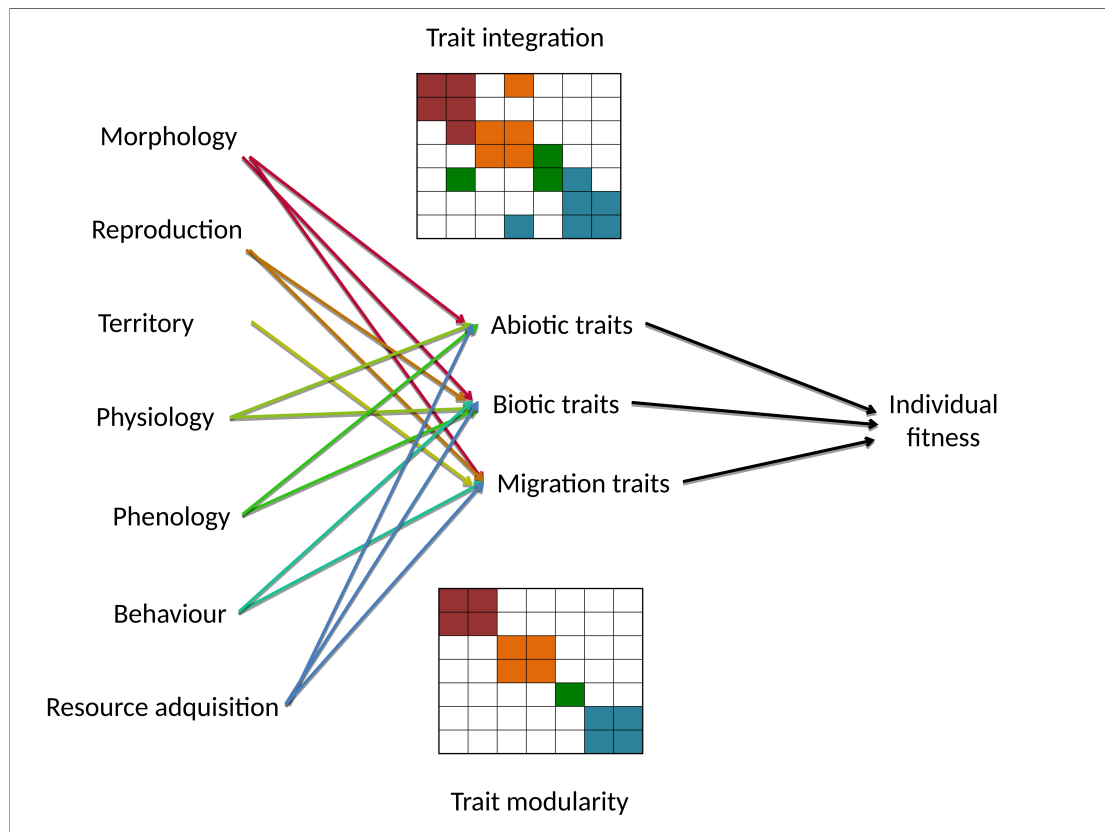 Trait integration
Morphology
Reproduction
Territory
Physiology
Phenology
Behaviour
Resource adquisition
Abiotic traits
Biotic traits
Migration traits
Individual
fitness
Trait modularity